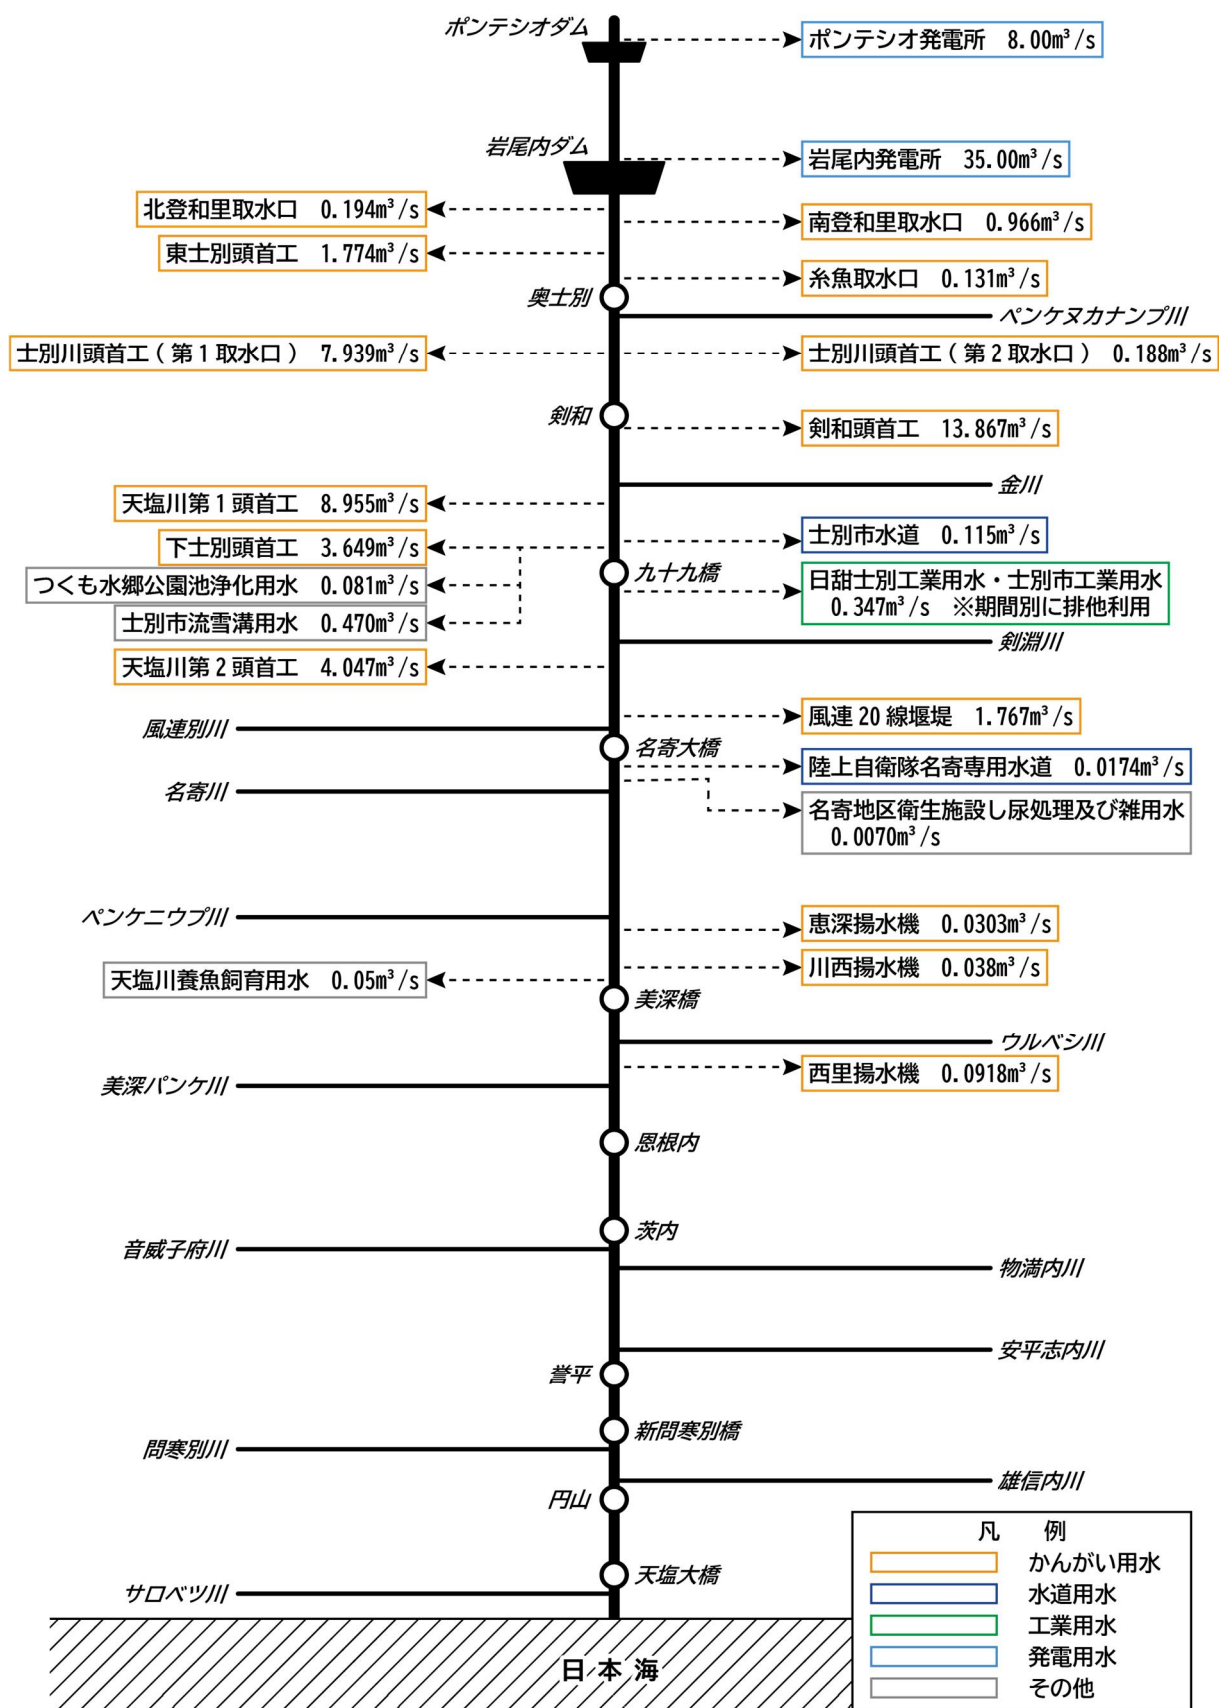 ポンテシオダム
ポンテシオ発電所　8.00m³/s
岩尾内ダム
岩尾内発電所　35.00m³/s
北登和里取水口　0.194m³/s
南登和里取水口　0.966m³/s
東士別頭首工　1.774m³/s
糸魚取水口　0.131m³/s
奥士別
ペンケヌカナンプ川
士別川頭首工（第1取水口）　7.939m³/s
士別川頭首工（第2取水口）　0.188m³/s
剣和
剣和頭首工　13.867m³/s
金川
天塩川第1頭首工　8.955m³/s
士別市水道　0.115m³/s
下士別頭首工　3.649m³/s
九十九橋
つくも水郷公園池浄化用水　0.081m³/s
日甜士別工業用水・士別市工業用水
0.347m³/s　※期間別に排他利用
士別市流雪溝用水　0.470m³/s
剣淵川
天塩川第2頭首工　4.047m³/s
風連20線堰堤　1.767m³/s
風連別川
名寄大橋
陸上自衛隊名寄専用水道　0.0174m³/s
名寄川
名寄地区衛生施設し尿処理及び雑用水
0.0070m³/s
ペンケニウプ川
恵深揚水機　0.0303m³/s
川西揚水機　0.038m³/s
天塩川養魚飼育用水　0.05m³/s
美深橋
ウルベシ川
西里揚水機　0.0918m³/s
美深パンケ川
恩根内
茨内
音威子府川
物満内川
安平志内川
誉平
新問寒別橋
問寒別川
雄信内川
円山
天塩大橋
サロベツ川
日本海
凡　例
かんがい用水
水道用水
工業用水
発電用水
その他